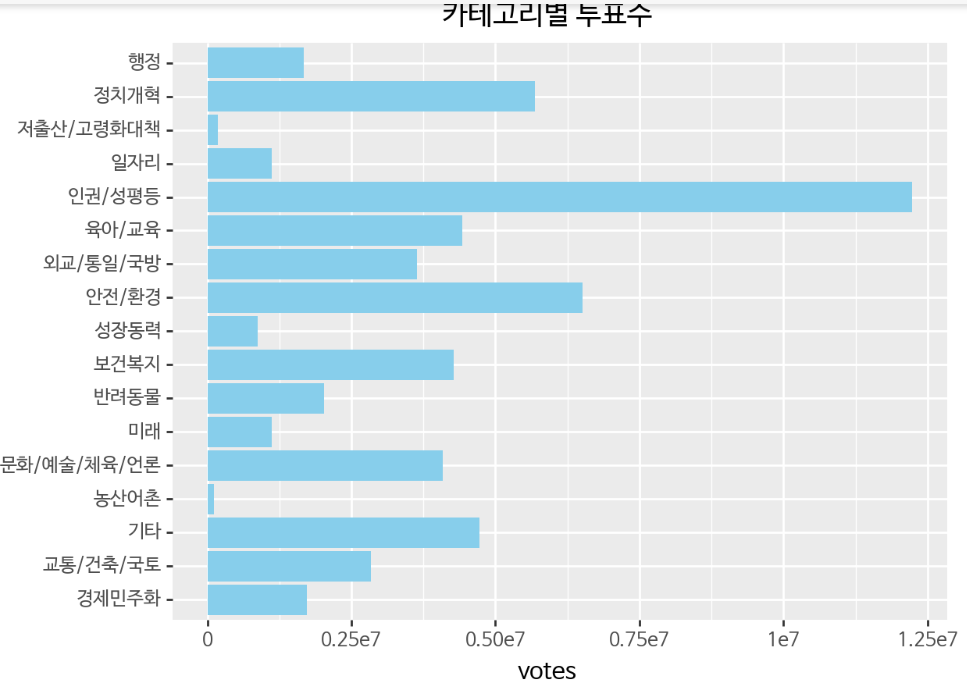 카테고리별 투표수
행정
정치개혁
저출산/고령화대책
일자리
인권/성평등
육아/교육
외교/통일/국방
안전/환경
성장동력
보건복지
반려동물
미래
문화/예술/체육/언론
농산어촌
기타
교통/건축/국토
경제민주화
0 0.25e7 0.50e7 0.75e7 1e7 1.25e7
votes